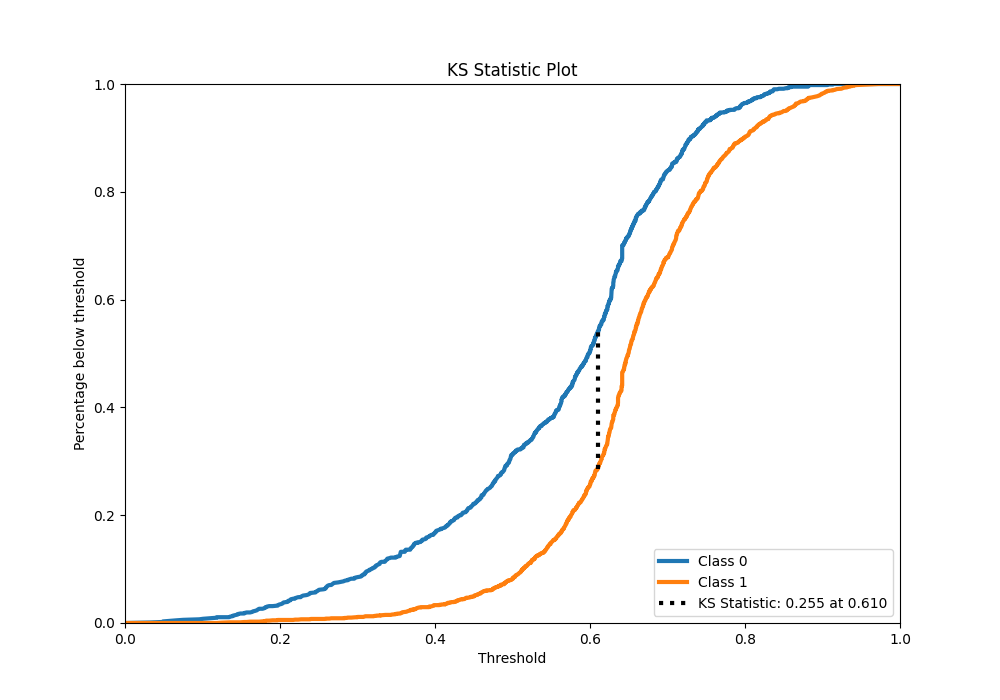 KS Statistic Plot
1.0
0.8
0.6
0.4
0.2
0.0
Percentage below threshold
0.0 0.2 0.4 0.6 0.8 1.0
Threshold
Class 0
Class 1
KS Statistic: 0.255 at 0.610